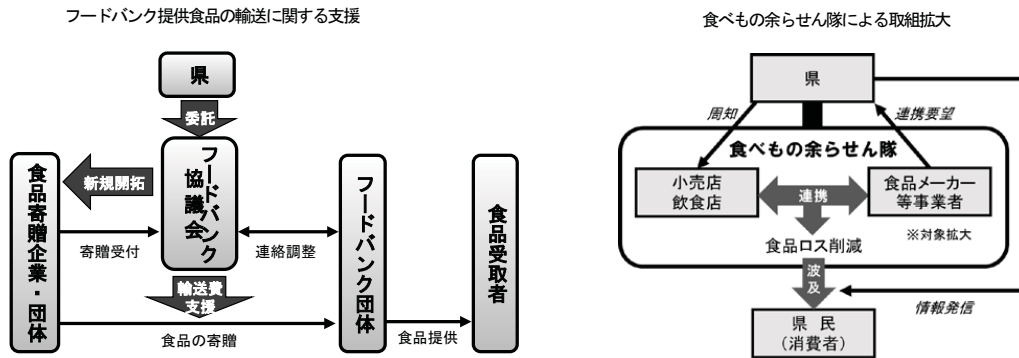 フードバンク提供食品の輸送に関する支援
県
委託
フードバンク
協議会
新規開拓
食品寄贈企業・団体
寄贈受付
連絡調整
輸送費
支援
食品の寄贈
フードバンク団体
食品提供
食品受取者
食べもの余らせん隊による取組拡大
県
周知
連携要望
食べもの余らせん隊
小売店
飲食店
連携
食品メーカー
等事業者
※対象拡大
食品ロス削減
波及
情報発信
県 民
(消費者)